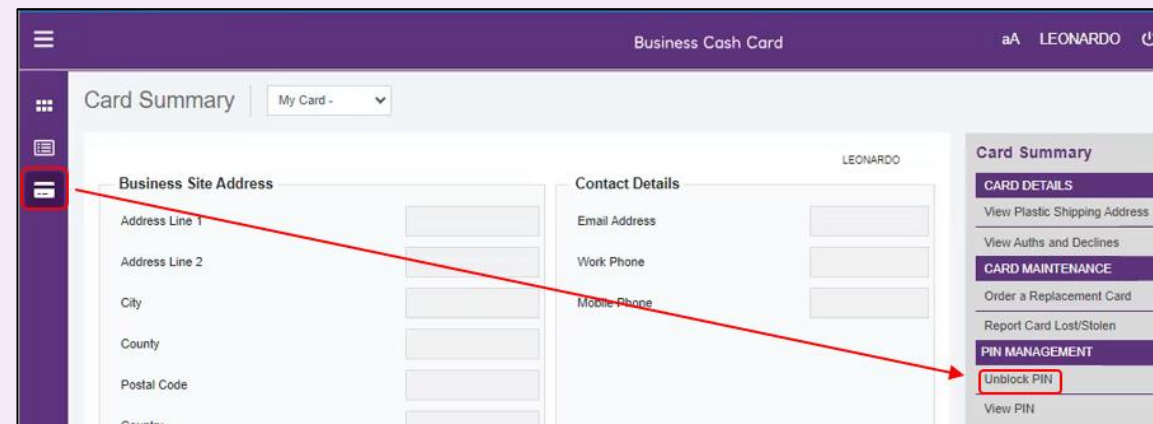 Business Cash Card
aA LEONARDO
Card Summary
My Card -
LEONARDO
Business Site Address
Address Line 1
Address Line 2
City
County
Postal Code
Country
Contact Details
Email Address
Work Phone
Mobile Phone
Card Summary
CARD DETAILS
View Plastic Shipping Address
View Auths and Declines
CARD MAINTENANCE
Order a Replacement Card
Report Card Lost/Stolen
PIN MANAGEMENT
Unblock PIN
View PIN